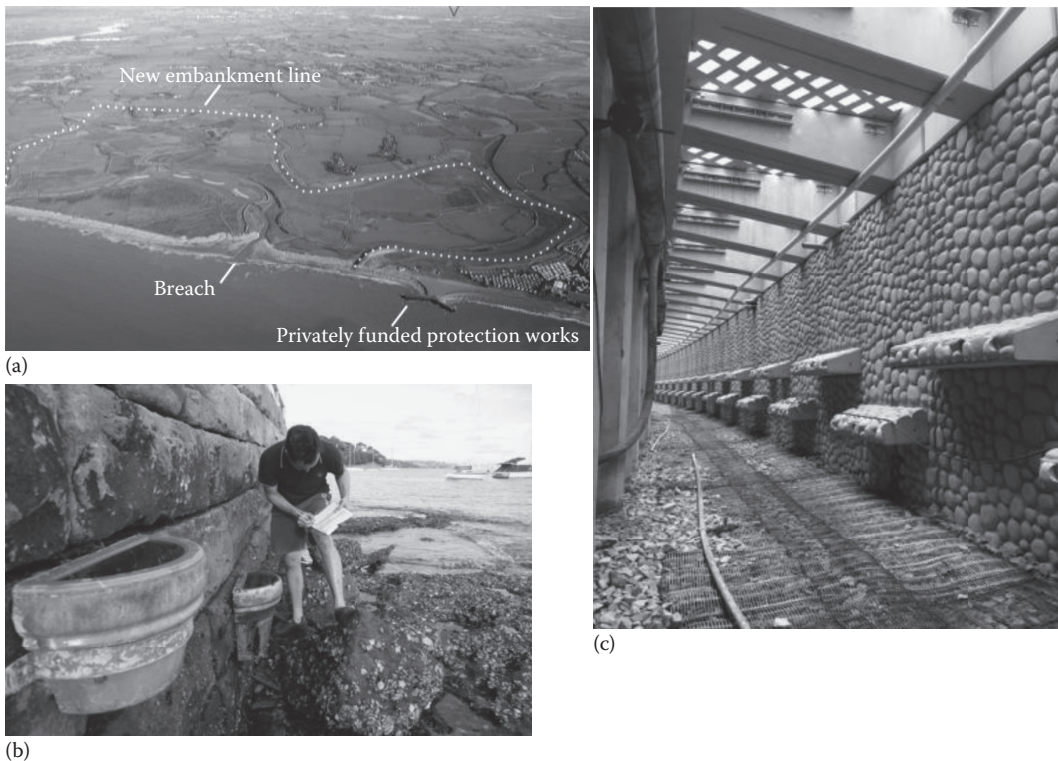 New embankment line
Breach
Privately funded protection works
(a)
(b)
(c)